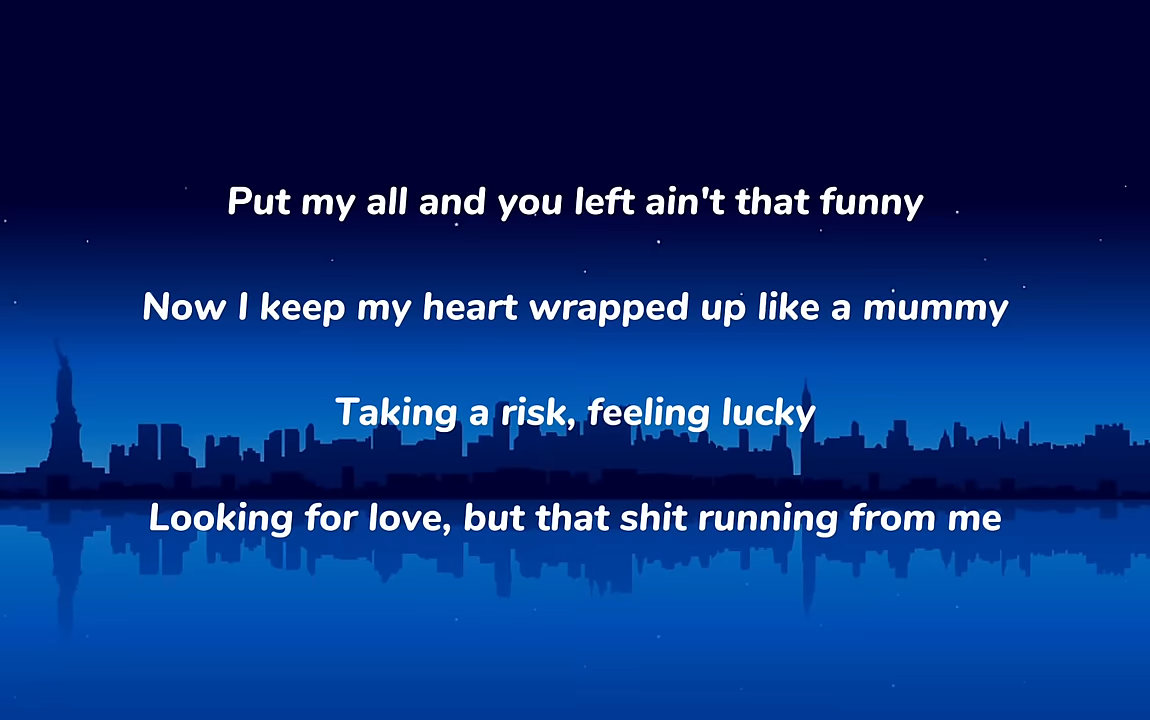 Put my all and you left ain't that funny
Now I keep my heart wrapped up like a mummy
Taking a risk, feeling lucky
Looking for love, but that shit running from me